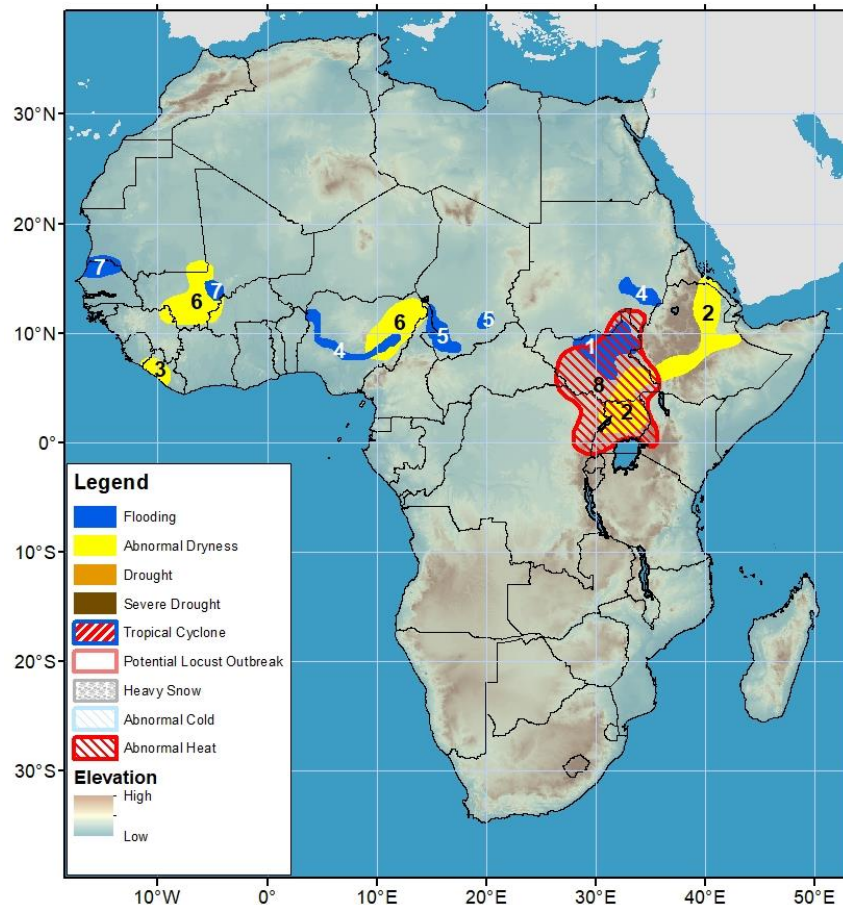 30°N
20°N
7
7
6
6
4
2
10°N
5
5
4
1
3
8
2
0°
Legend
Flooding
Abnormal Dryness
Drought
10°S
Severe Drought
Tropical Cyclone
20°S
Potential Locust Outbreak
Heavy Snow
Abnormal Cold
Abnormal Heat
30°S
Elevation
High
Low
10°W 0° 10°E 20°E 30°E 40°E 50°E